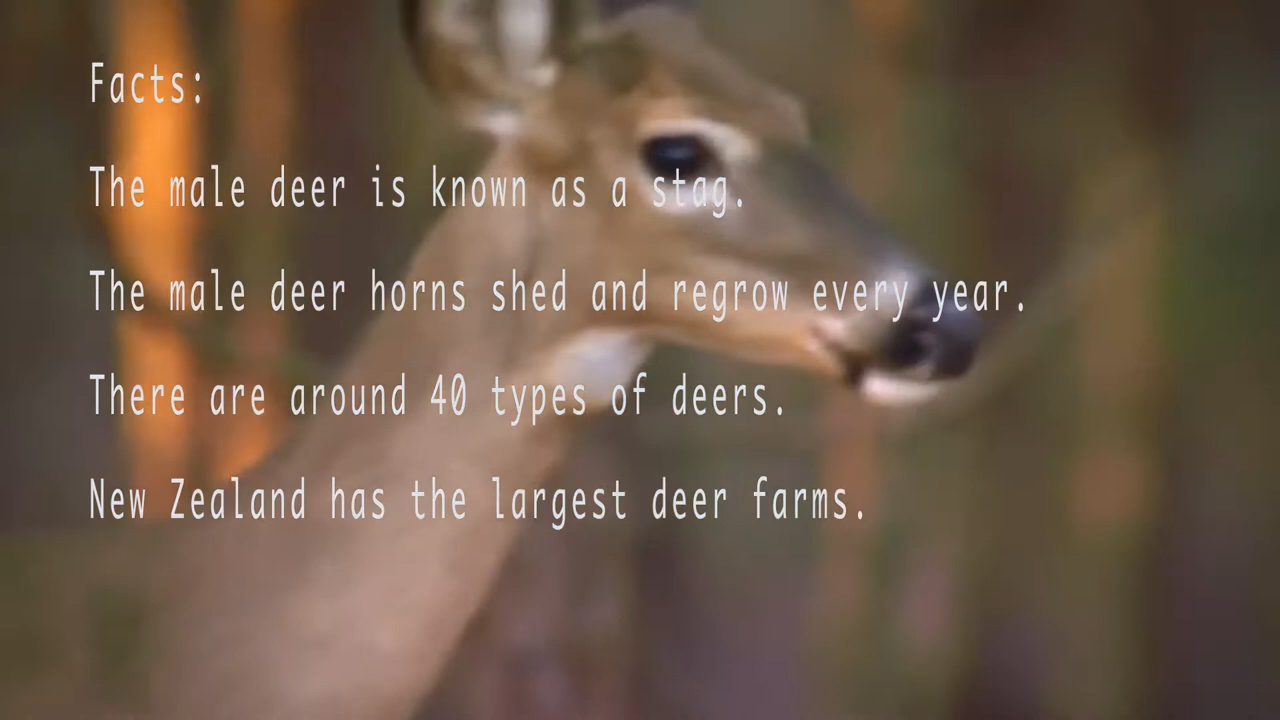 Facts:
The male deer is known as a stag.
The male deer horns shed and regrow every year.
There are around 40 types of deers.
New Zealand has the largest deer farms.